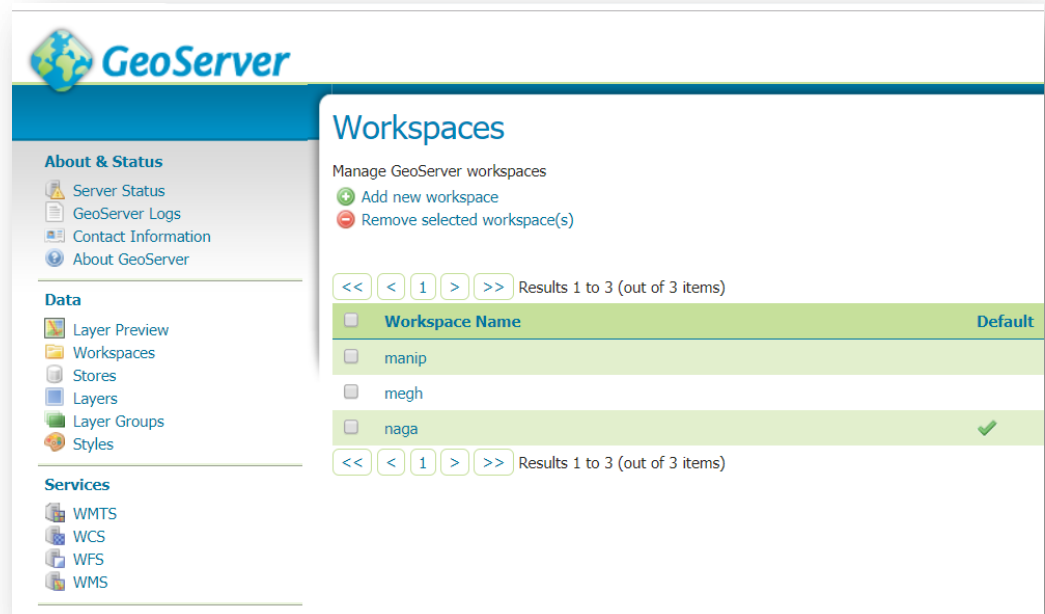 GeoServer
About & Status
Server Status
GeoServer Logs
Contact Information
About GeoServer
Data
Layer Preview
Workspaces
Stores
Layers
Layer Groups
Styles
Services
WMTS
WCS
WFS
WMS
Workspaces
Manage GeoServer workspaces
Add new workspace
Remove selected workspace(s)
<< < 1 > >> Results 1 to 3 (out of 3 items)
Workspace Name Default
manip
megh
naga
<< < 1 > >> Results 1 to 3 (out of 3 items)